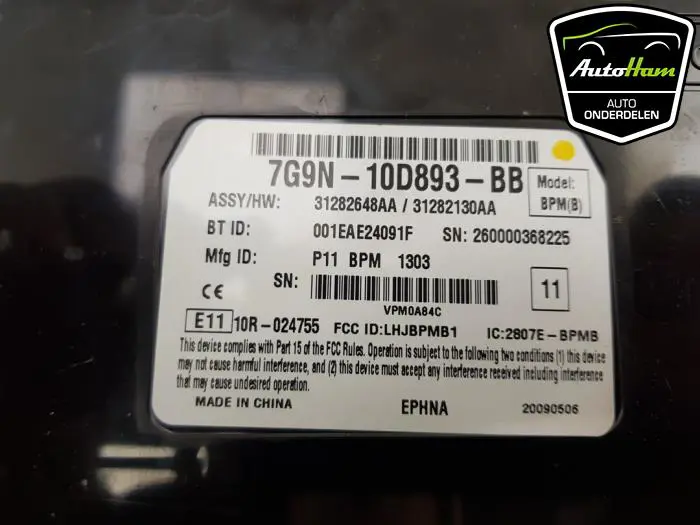 AutoHam
AUTO
ONDERDELEN
7G9N-10D893-BB
Model:
BPM(B)
ASSY/HW: 31282648AA / 31282130AA
BT ID: 001EAE24091F SN: 260000368225
Mfg ID: P11 BPM 1303
SN:
VPM0A84C
11
CE
E11 10R-024755 FCC ID:LHJBPMB1 IC:2807E-BPMB
This device complies with Part 15 of the FCC Rules. Operation is subject to the following two conditions (1) this device
may not cause harmful interference, and (2) this device must accept any interference received including interference
that may cause undesired operation.
MADE IN CHINA EPHNA 20090506